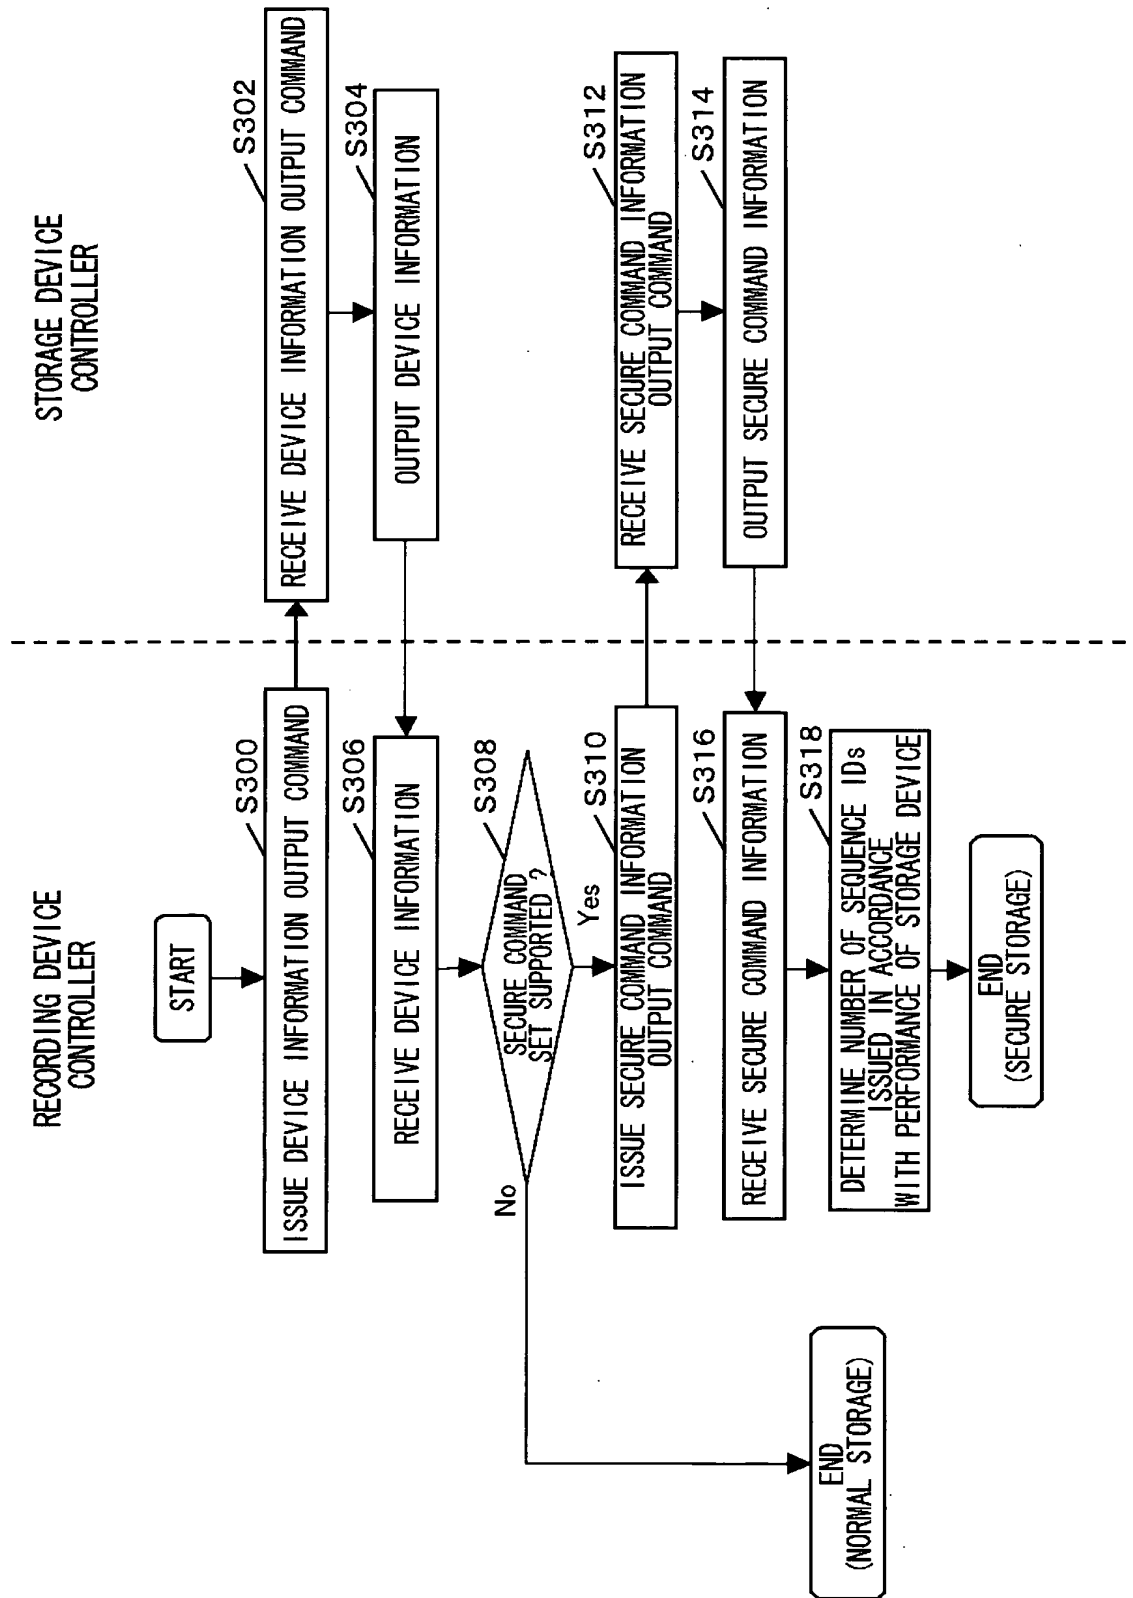 RECORDING DEVICE
CONTROLLER
STORAGE DEVICE
CONTROLLER
START
S300
ISSUE DEVICE INFORMATION OUTPUT COMMAND
S302
RECEIVE DEVICE INFORMATION OUTPUT COMMAND
S304
OUTPUT DEVICE INFORMATION
S306
RECEIVE DEVICE INFORMATION
S308
SECURE COMMAND
SET SUPPORTED ?
No
Yes
S310
ISSUE SECURE COMMAND INFORMATION
OUTPUT COMMAND
S312
RECEIVE SECURE COMMAND INFORMATION
OUTPUT COMMAND
S314
OUTPUT SECURE COMMAND INFORMATION
S316
RECEIVE SECURE COMMAND INFORMATION
S318
DETERMINE NUMBER OF SEQUENCE IDs
ISSUED IN ACCORDANCE
WITH PERFORMANCE OF STORAGE DEVICE
END
(NORMAL STORAGE)
END
(SECURE STORAGE)